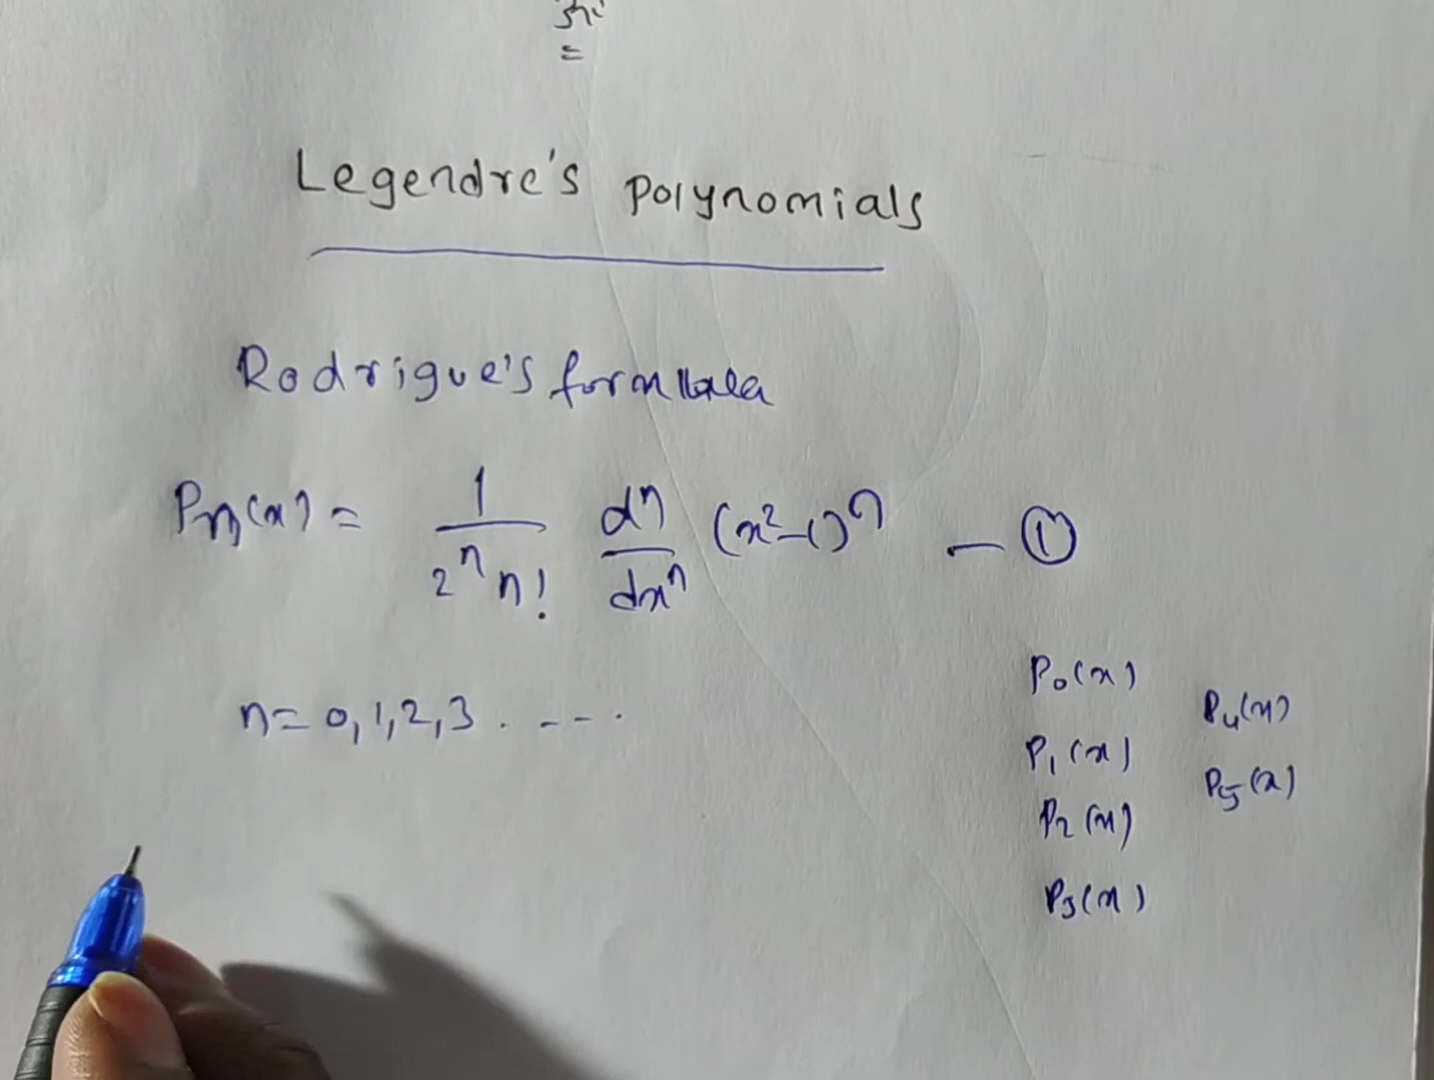 Legendre's Polynomials
Rodrigue's formula
Pn(x) = 1/(2^n n!) d^n/dx^n (x²-1)^n — ①
n = 0,1,2,3 . - - - .
P₀(x)
P₁(x)
P₂(x)
P₃(x)
P₄(x)
P₅(x)